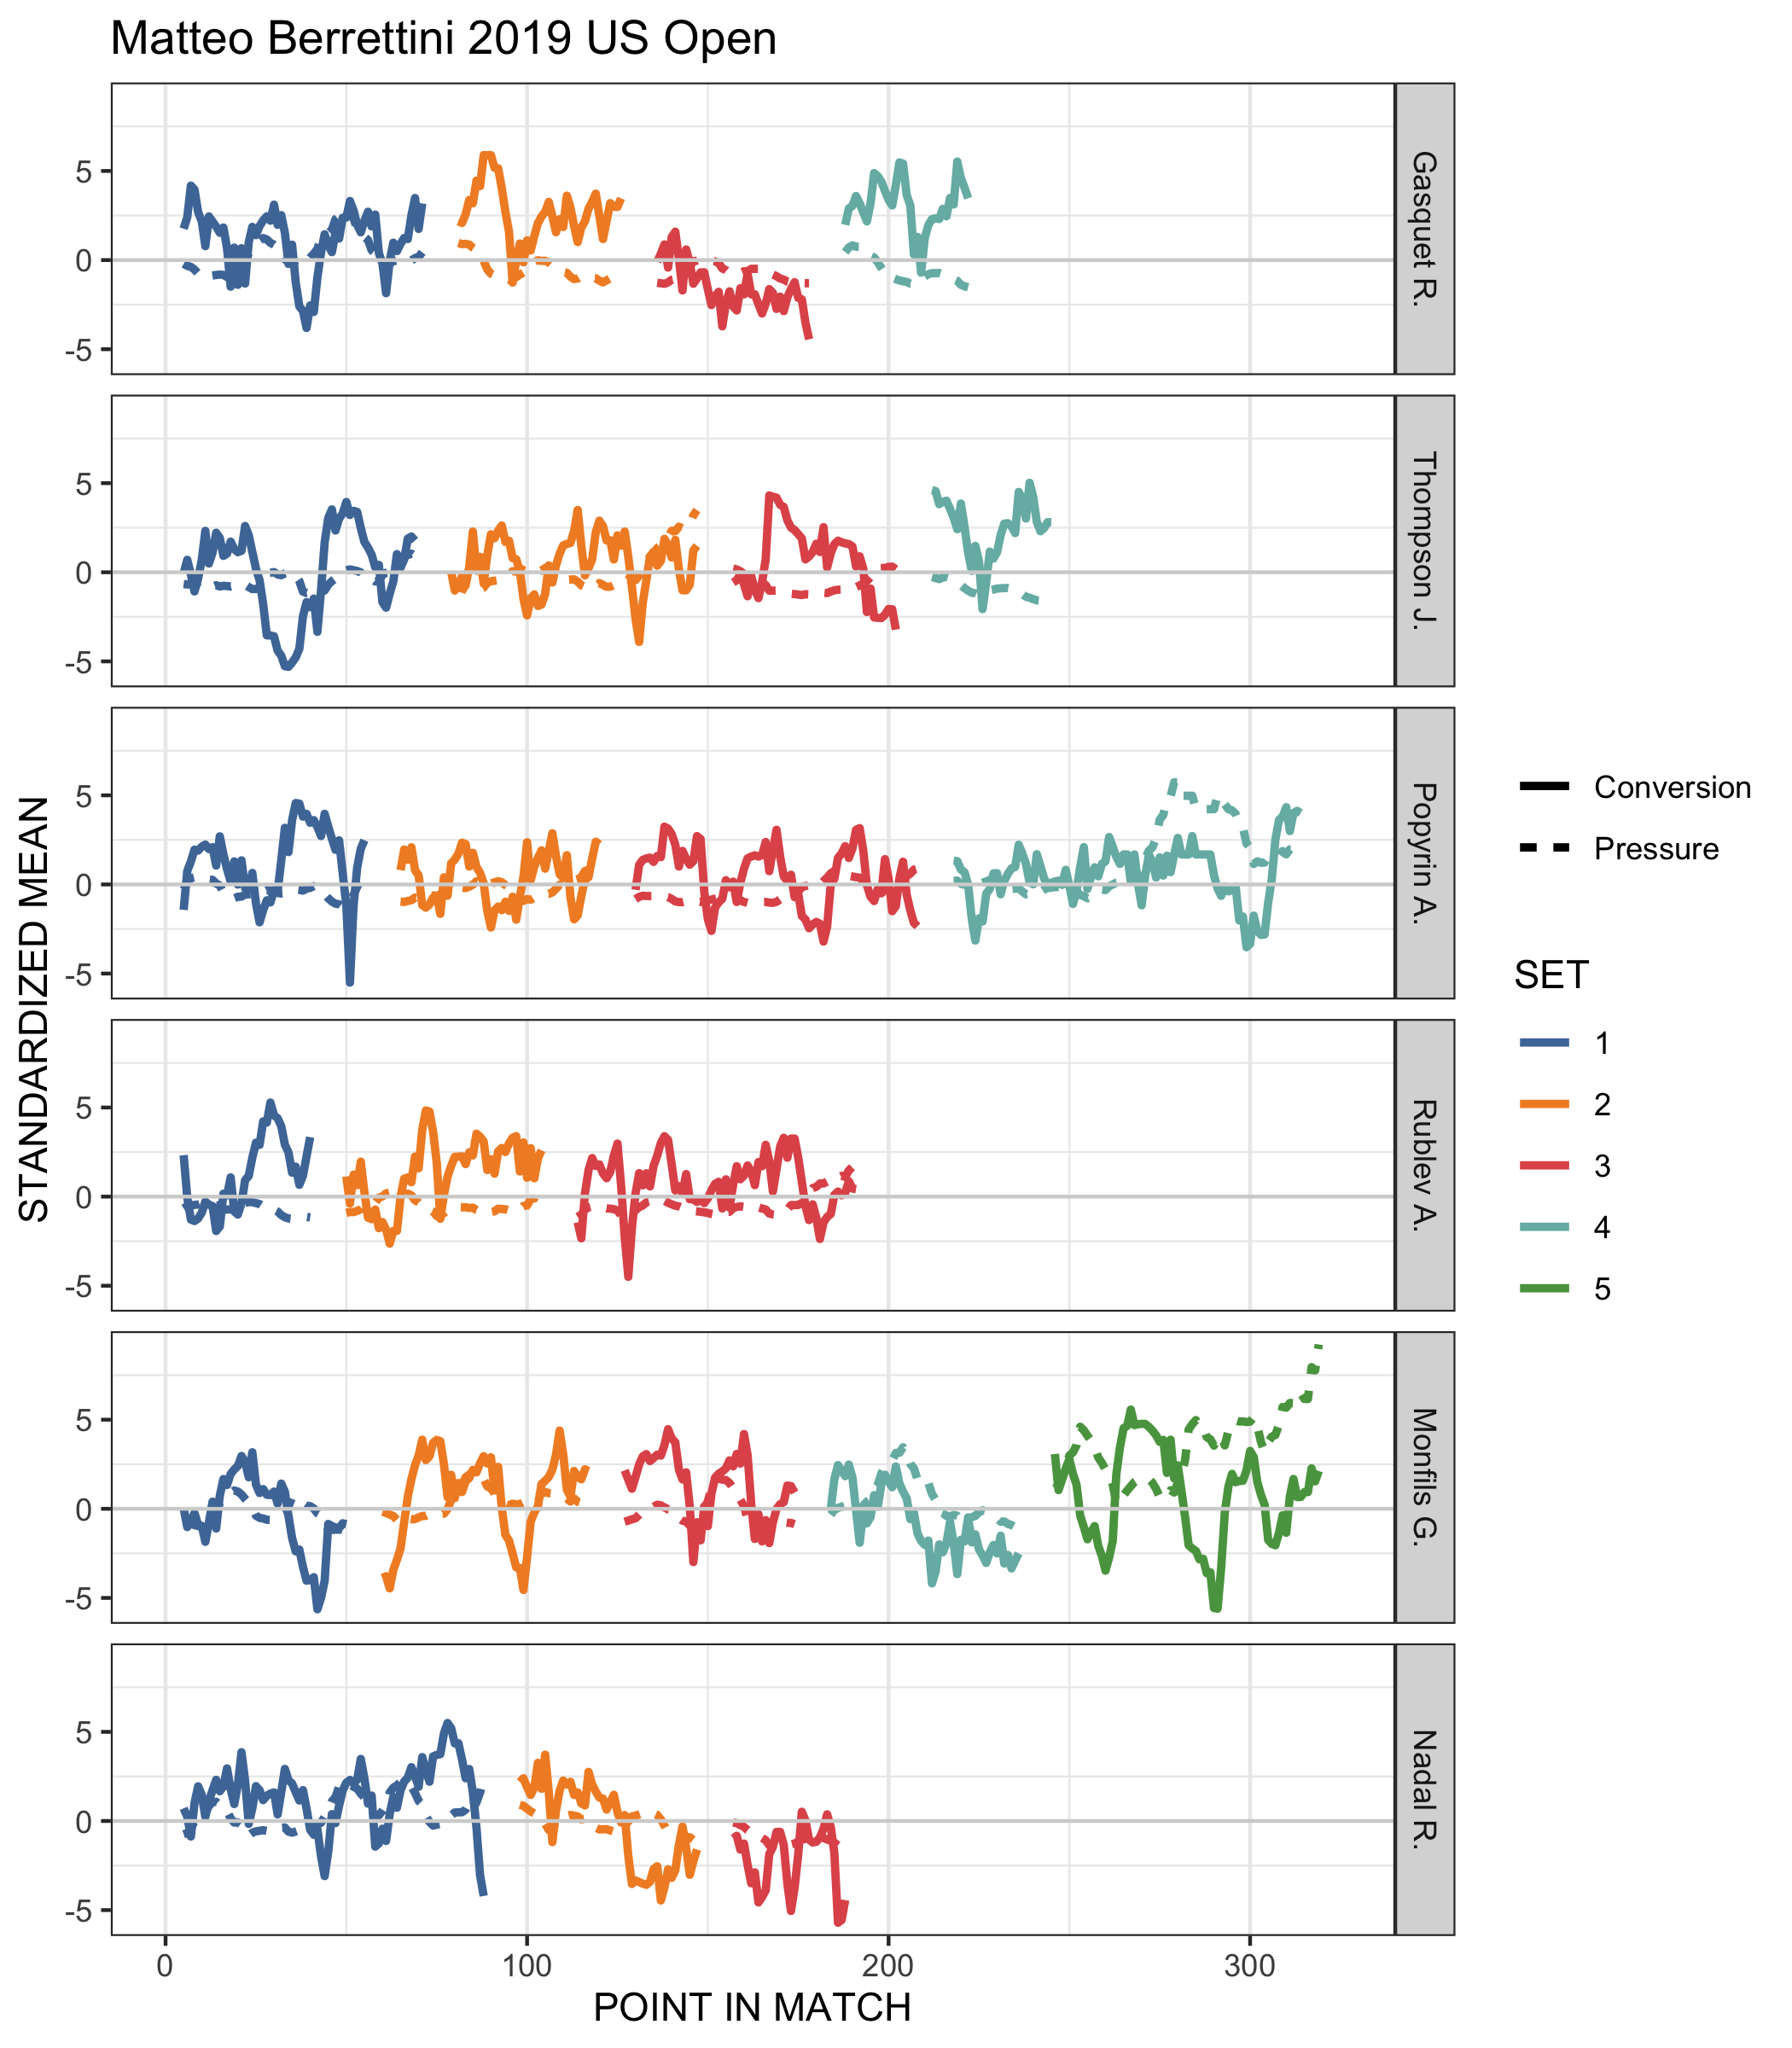 Matteo Berrettini 2019 US Open
STANDARDIZED MEAN
5
0
-5
Gasquet R.
5
0
-5
Thompson J.
5
0
-5
Popyrin A.
5
0
-5
Rublev A.
5
0
-5
Monfils G.
5
0
-5
Nadal R.
0
100
200
300
POINT IN MATCH
Conversion
Pressure
SET
1
2
3
4
5